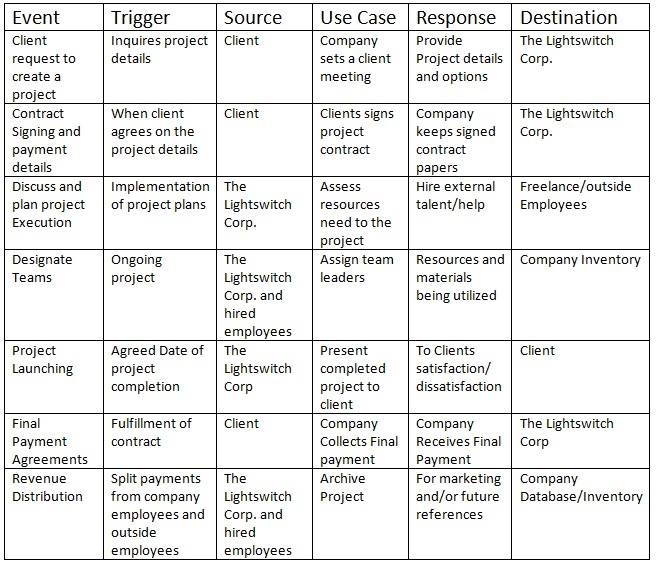 Event Trigger Source Use Case Response Destination
Client Inquires project Client Company Provide The Lightswitch
request to details sets a client Project details Corp.
create a meeting and options
project
Contract When client Client Clients signs Company The Lightswitch
Signing and agrees on the project keeps signed Corp.
payment project details contract contract
details papers
Discuss and Implementation The Assess Hire external Freelance/outside
plan project of project plans Lightswitch resources talent/help Employees
Execution Corp. need to the
project
Designate Ongoing The Assign team Resources and Company Inventory
Teams project Lightswitch leaders materials
Corp. and being utilized
hired
employees
Project Agreed Date of The Present To Clients Client
Launching project Lightswitch completed satisfaction/
completion Corp project to dissatisfaction
client
Final Fulfillment of Client Company Company The Lightswitch
Payment contract Collects Final Receives Final Corp
Agreements payment Payment
Revenue Split payments The Archive For marketing Company
Distribution from company Lightswitch Project and/or future Database/Inventory
employees and Corp. and references
outside hired
employees employees